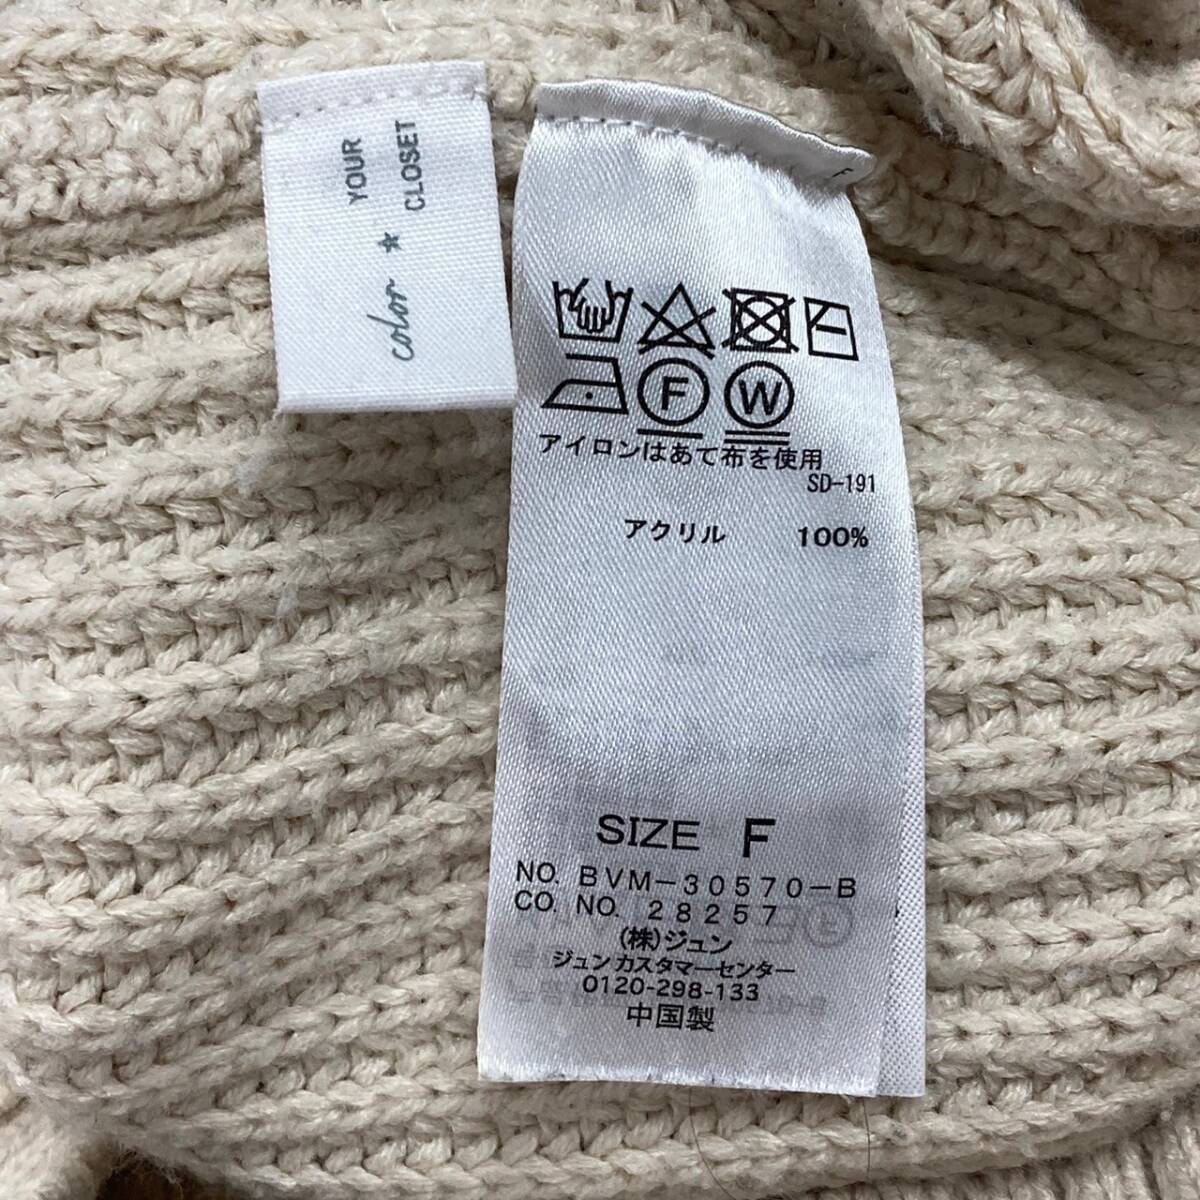 YOUR
CLOSET
color ★
F
F W
アイロンはあて布を使用
SD-191
アクリル 100%
SIZE F
NO. BVM-30570-B
CO. NO. 28257
(株)ジュン
ジュンカスタマーセンター
0120-298-133
中国製